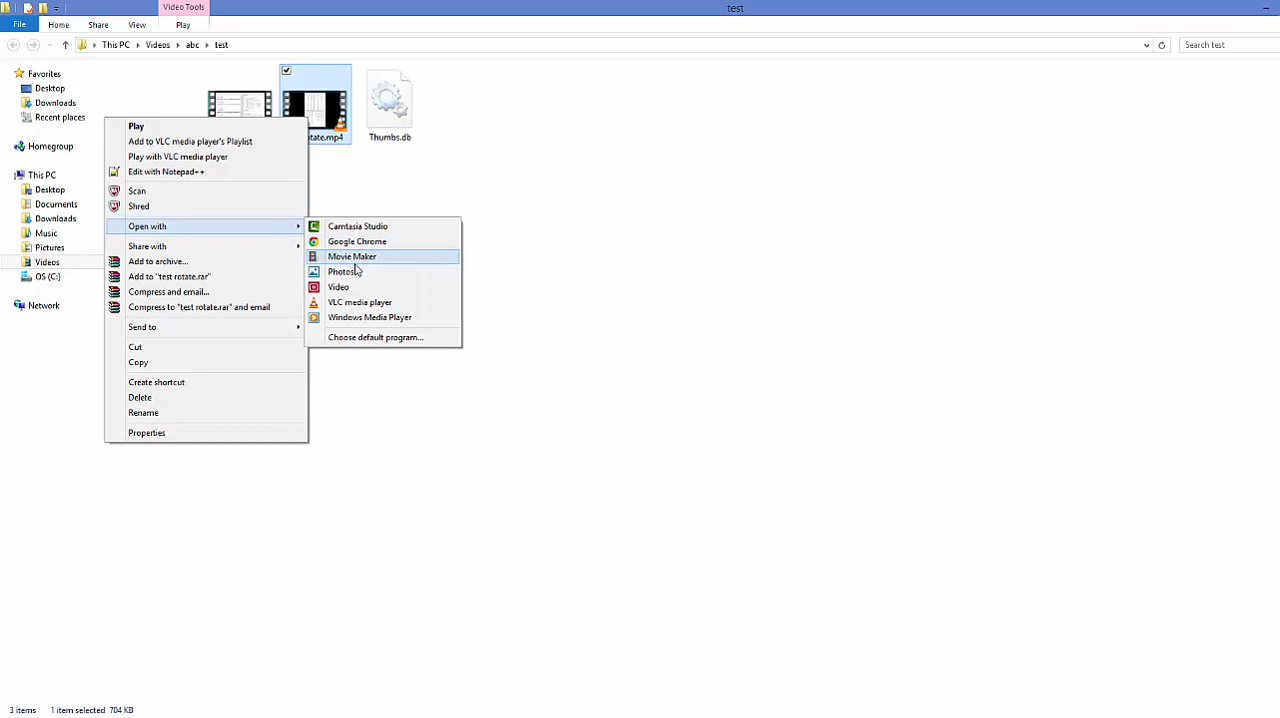 Video Tools
test
File
Home
Share
View
Play
This PC
Videos
abc
test
Search test
Favorites
Desktop
Downloads
Recent places
Homegroup
This PC
Desktop
Documents
Downloads
Music
Pictures
Videos
OS (C:)
Network
tate.mp4
Thumbs.db
Play
Add to VLC media player's Playlist
Play with VLC media player
Edit with Notepad++
Scan
Shred
Open with
Share with
Add to archive...
Add to "test rotate.rar"
Compress and email...
Compress to "test rotate.rar" and email
Send to
Cut
Copy
Create shortcut
Delete
Rename
Properties
Camtasia Studio
Google Chrome
Movie Maker
Photos
Video
VLC media player
Windows Media Player
Choose default program...
3 items
1 item selected 704 KB